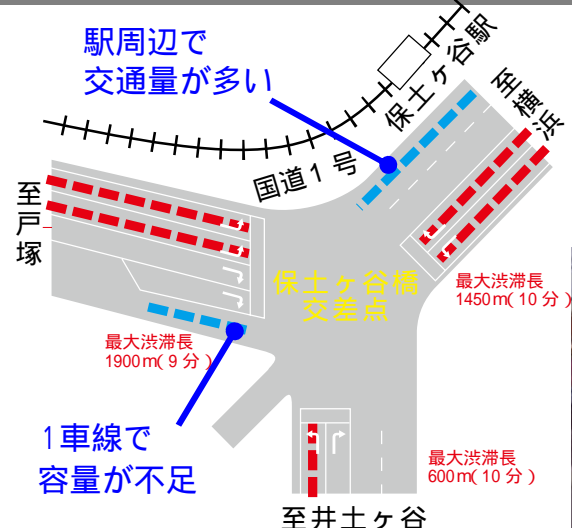 駅周辺で
交通量が多い
保土ヶ谷駅
至横浜
国道1号
至戸塚
保土ヶ谷橋
交差点
最大渋滞長
1450m(10分)
最大渋滞長
1900m(9分)
1車線で
容量が不足
最大渋滞長
600m(10分)
至井土ヶ谷